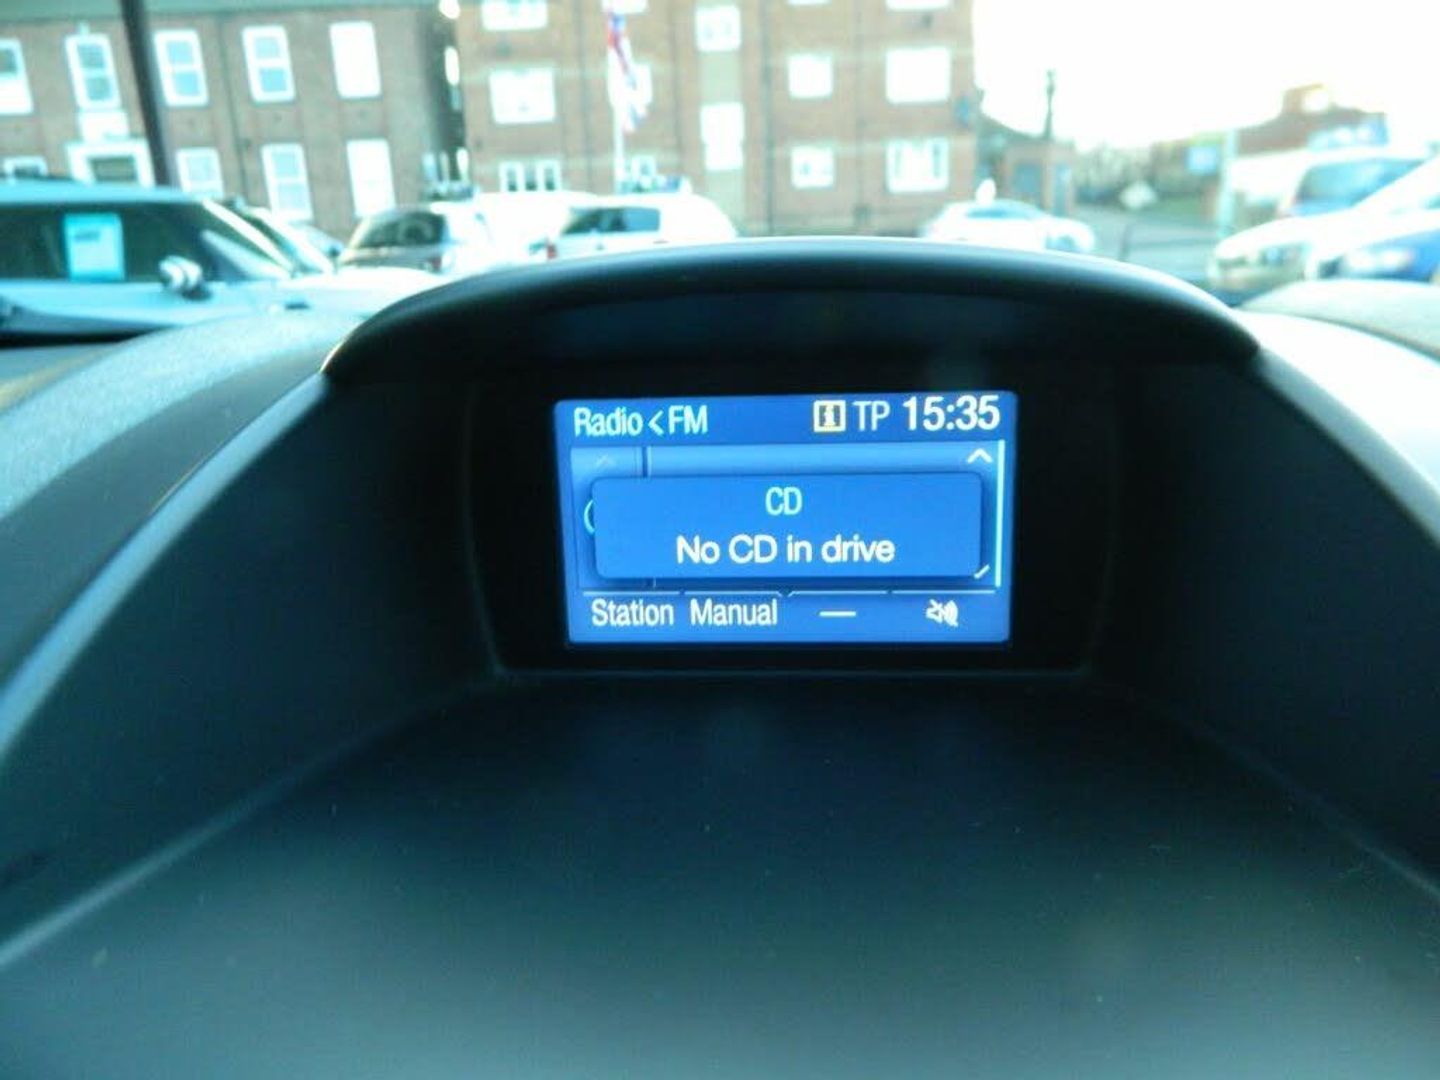 Radio < FM TP 15:35
CD
No CD in drive
Station Manual —